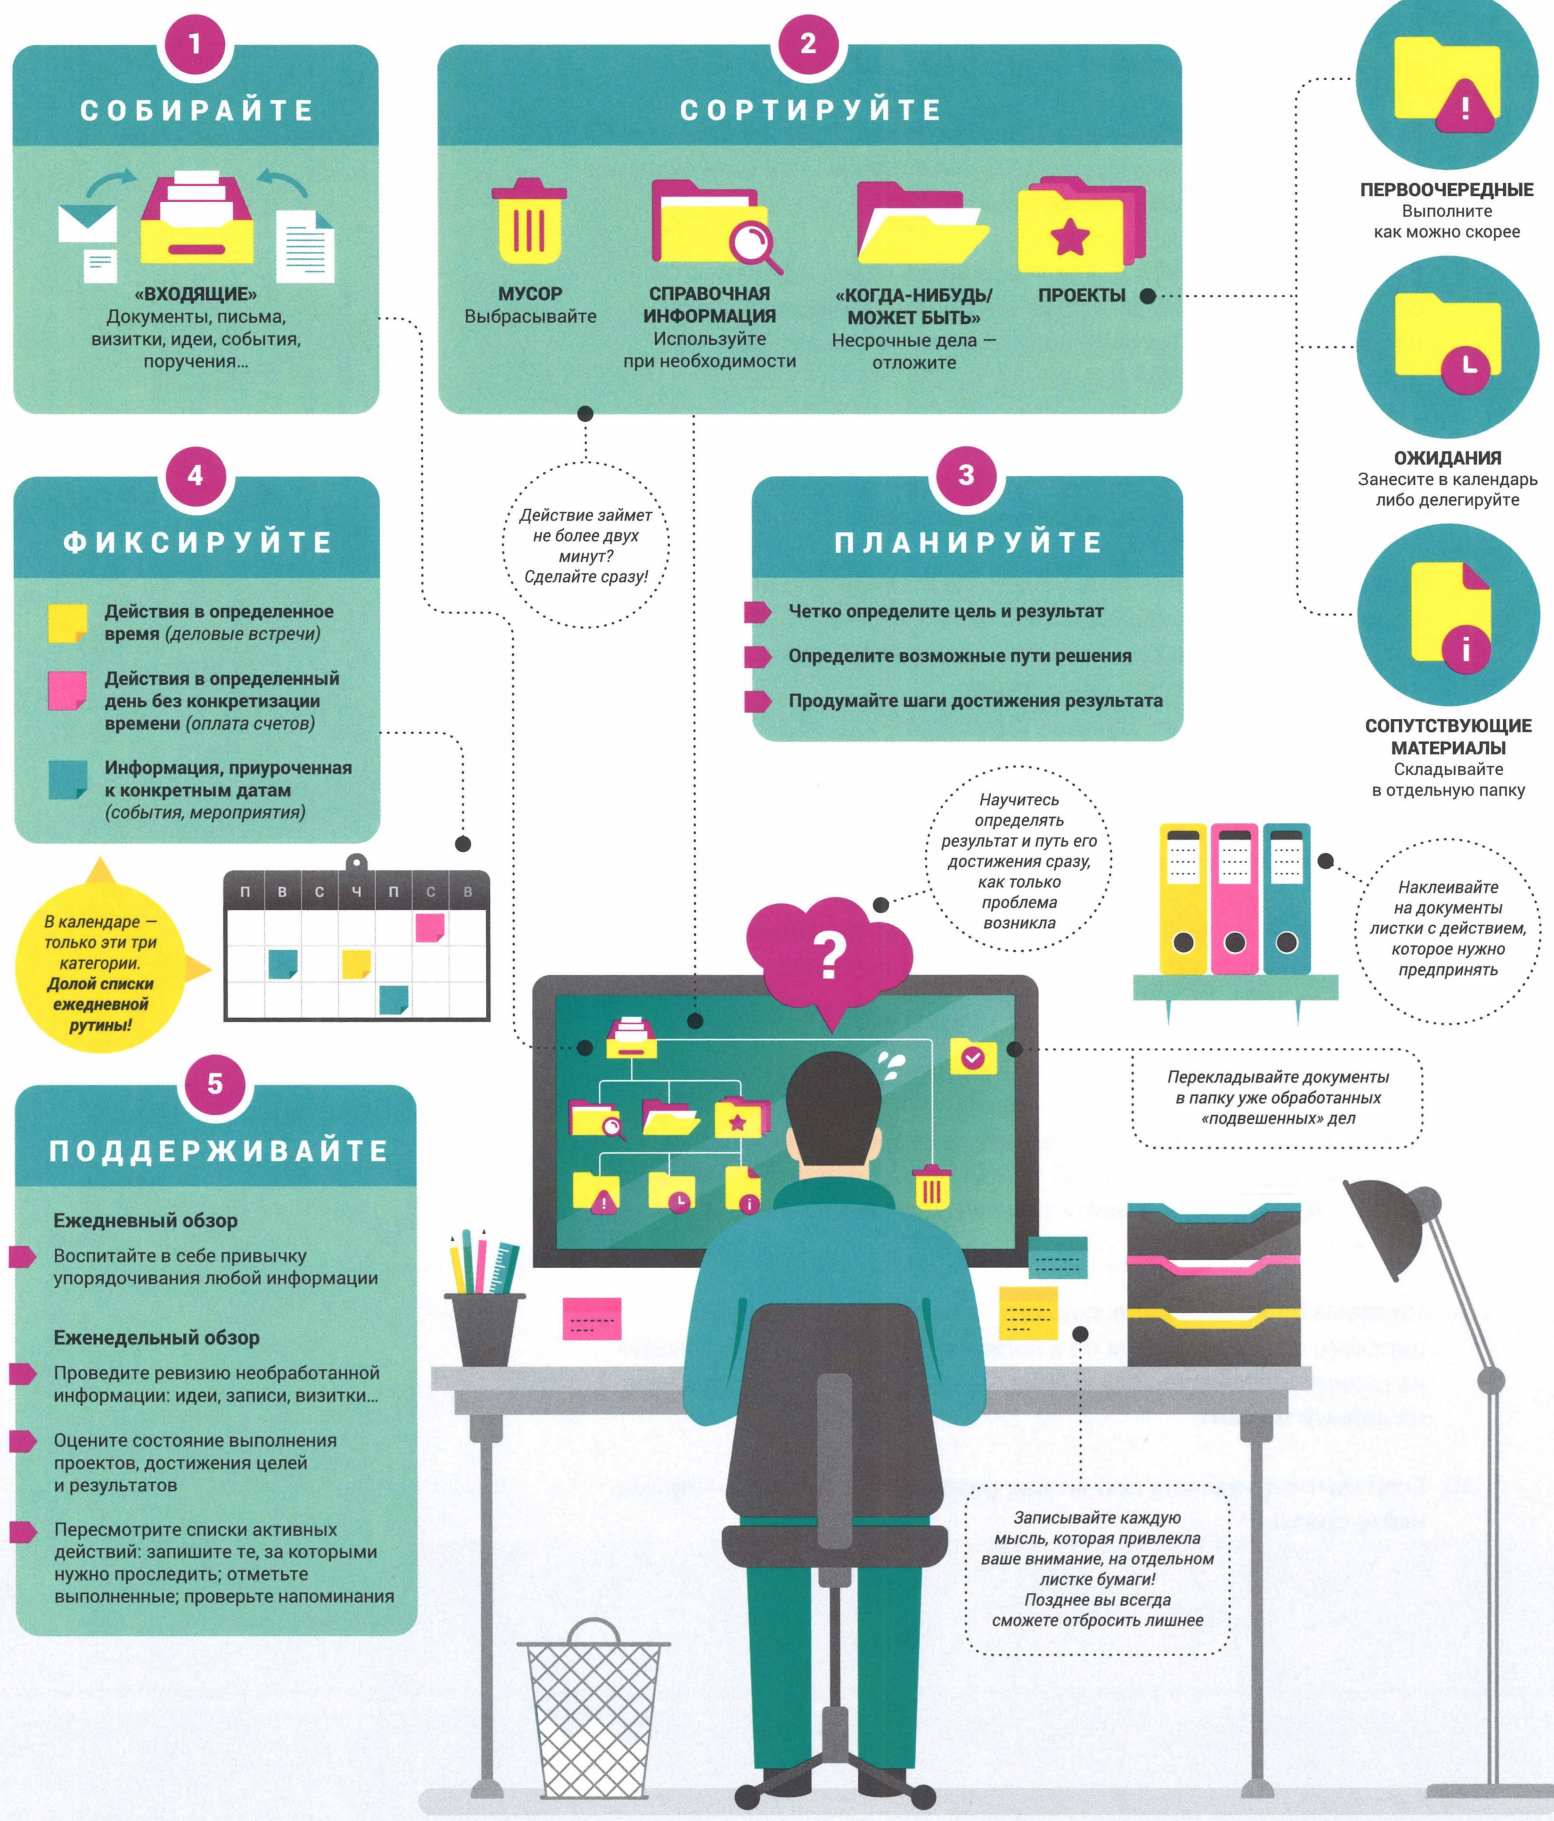 1
СОБИРАЙТЕ
«ВХОДЯЩИЕ»
Документы, письма,
визитки, идеи, события,
поручения...
2
СОРТИРУЙТЕ
МУСОР
Выбрасывайте
СПРАВОЧНАЯ
ИНФОРМАЦИЯ
Используйте
при необходимости
«КОГДА-НИБУДЬ/
МОЖЕТ БЫТЬ»
Несрочные дела —
отложите
ПРОЕКТЫ
!
ПЕРВООЧЕРЕДНЫЕ
Выполните
как можно скорее
ОЖИДАНИЯ
Занесите в календарь
либо делегируйте
i
СОПУТСТВУЮЩИЕ
МАТЕРИАЛЫ
Складывайте
в отдельную папку
Действие займет
не более двух
минут?
Сделайте сразу!
3
ПЛАНИРУЙТЕ
Четко определите цель и результат
Определите возможные пути решения
Продумайте шаги достижения результата
4
ФИКСИРУЙТЕ
Действия в определенное
время (деловые встречи)
Действия в определенный
день без конкретизации
времени (оплата счетов)
Информация, приуроченная
к конкретным датам
(события, мероприятия)
В календаре —
только эти три
категории.
Долой списки
ежедневной
рутины!
П В С Ч П С В
Научитесь
определять
результат и путь его
достижения сразу,
как только
проблема
возникла
Наклеивайте
на документы
листки с действием,
которое нужно
предпринять
?
Перекладывайте документы
в папку уже обработанных
«подвешенных» дел
! i
5
ПОДДЕРЖИВАЙТЕ
Ежедневный обзор
Воспитайте в себе привычку
упорядочивания любой информации
Еженедельный обзор
Проведите ревизию необработанной
информации: идеи, записи, визитки...
Оцените состояние выполнения
проектов, достижения целей
и результатов
Пересмотрите списки активных
действий: запишите те, за которыми
нужно проследить; отметьте
выполненные; проверьте напоминания
Записывайте каждую
мысль, которая привлекла
ваше внимание, на отдельном
листке бумаги!
Позднее вы всегда
сможете отбросить лишнее